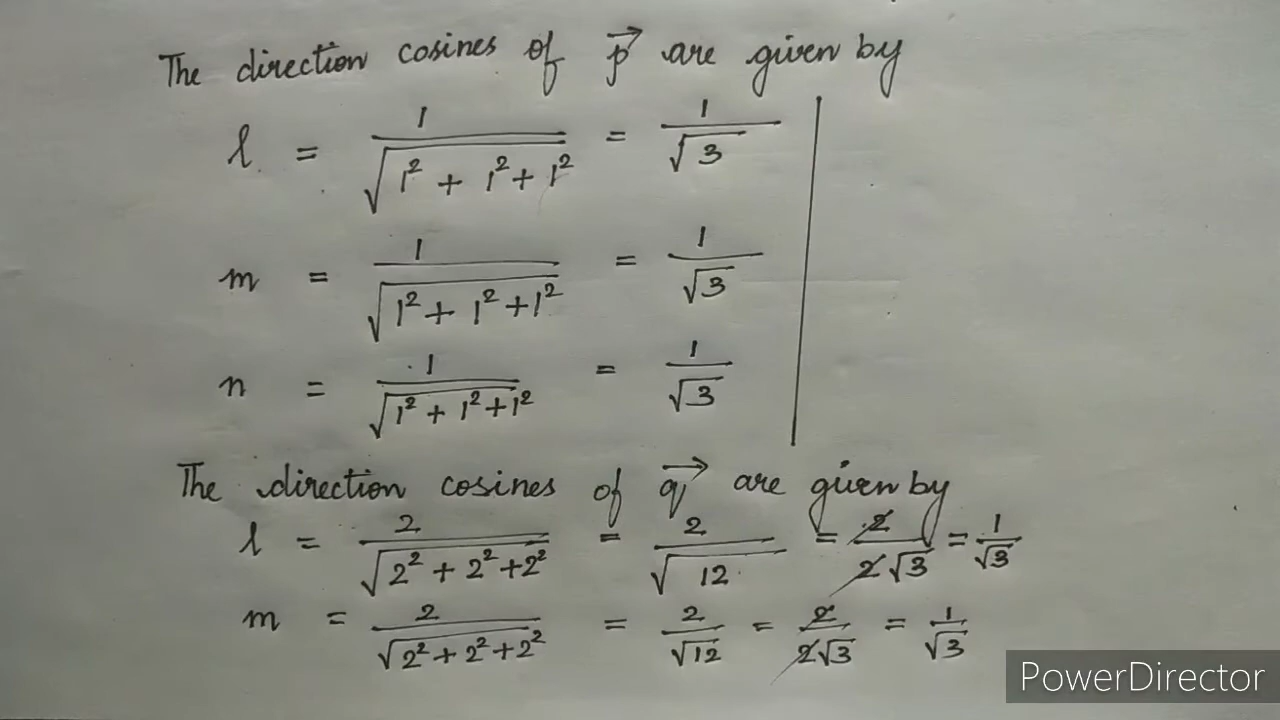 The direction cosines of p⃗ are given by
l = 1/√(1² + 1² + 1²) = 1/√3
m = 1/√(1² + 1² + 1²) = 1/√3
n = 1/√(1² + 1² + 1²) = 1/√3
The direction cosines of q⃗ are given by
l = 2/√(2² + 2² + 2²) = 2/√12 = 2/2√3 = 1/√3
m = 2/√(2² + 2² + 2²) = 2/√12 = 2/2√3 = 1/√3
PowerDirector